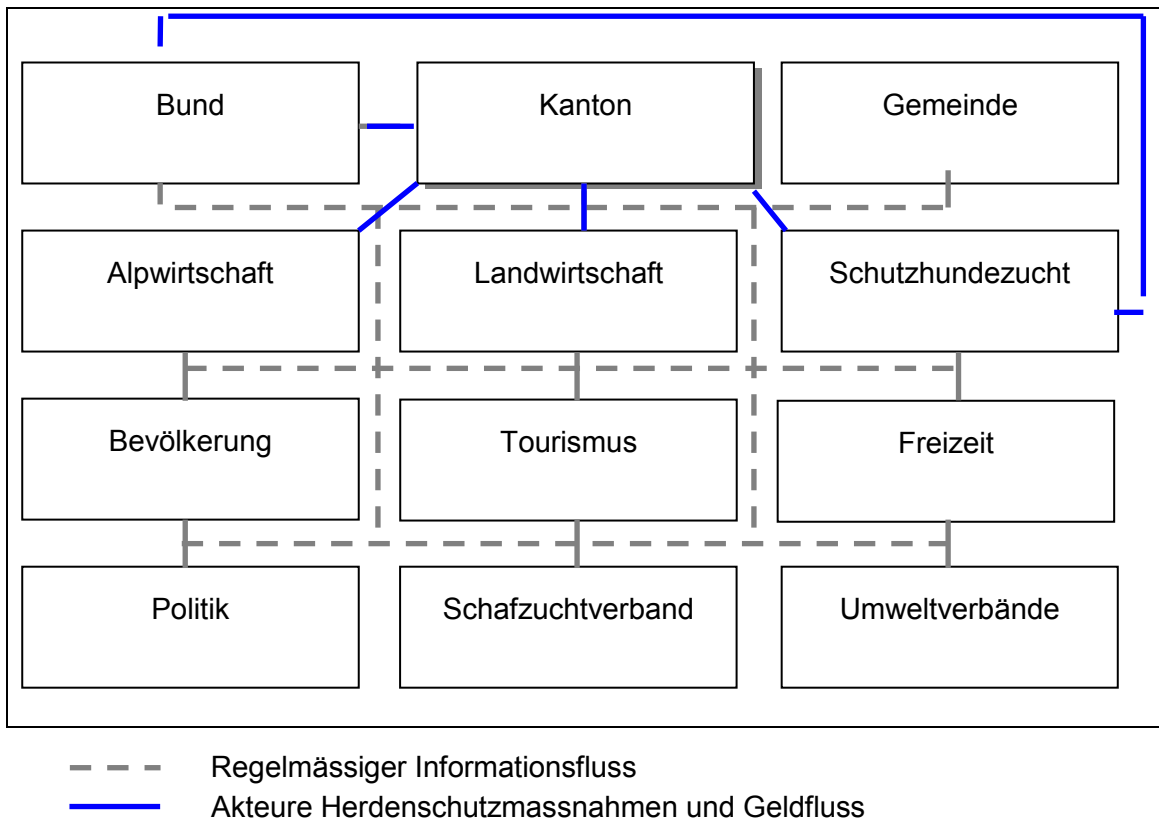 Bund
Kanton
Gemeinde
Alpwirtschaft
Landwirtschaft
Schutzhundezucht
Bevölkerung
Tourismus
Freizeit
Politik
Schafzuchtverband
Umweltverbände
Regelmässiger Informationsfluss
Akteure Herdenschutzmassnahmen und Geldfluss